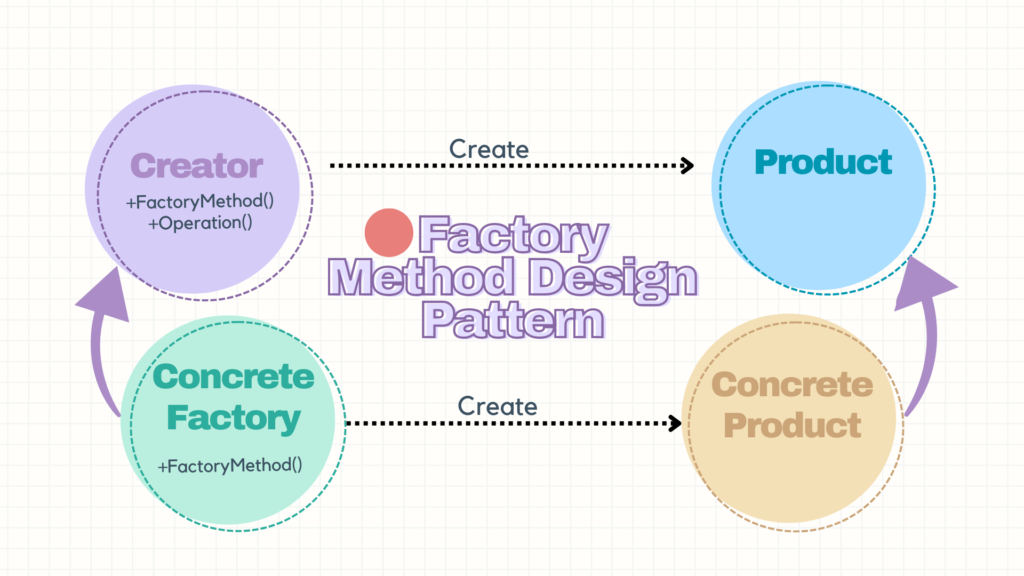 Create
Creator
+FactoryMethod()
+Operation()
Product
Factory
Method Design
Pattern
Concrete
Factory
+FactoryMethod()
Create
Concrete
Product